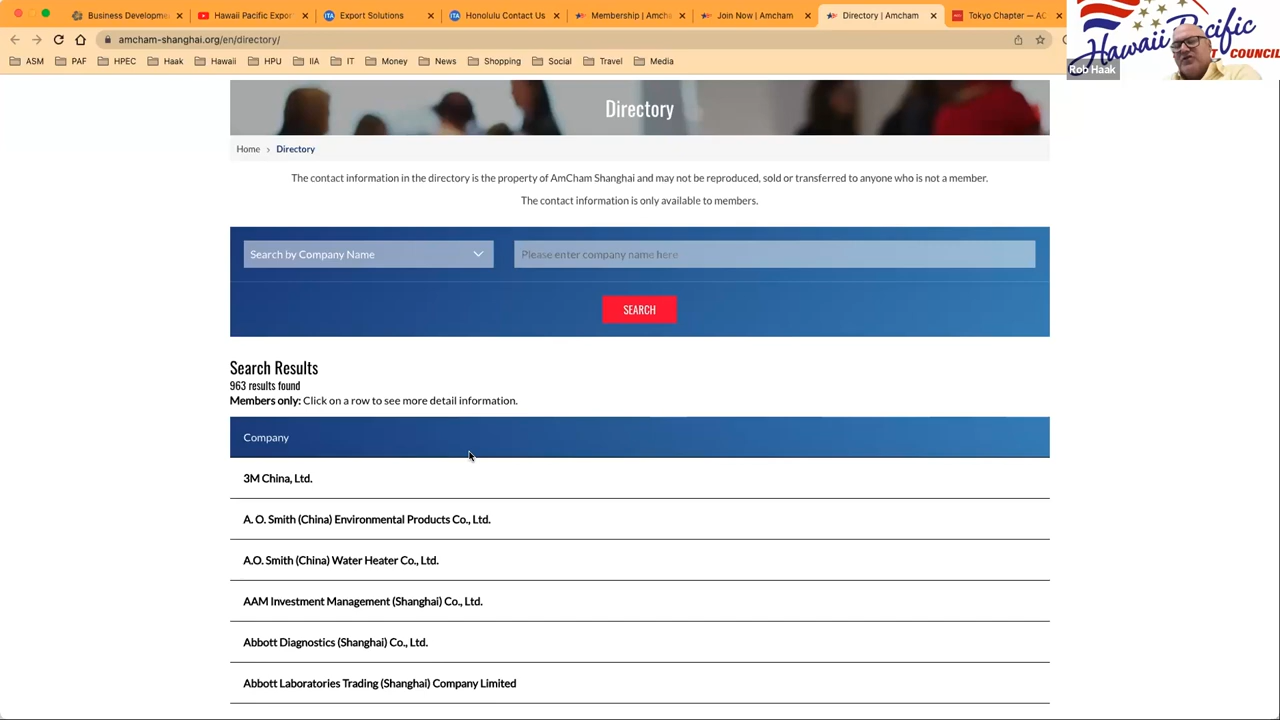 Business Developme
Hawaii Pacific Expor
Export Solutions
Honolulu Contact Us
Membership | Amcha
Join Now | Amcham
Directory | Amcham
Tokyo Chapter — AC
amcham-shanghai.org/en/directory/
ASM
PAF
HPEC
Haak
Hawaii
HPU
IIA
IT
Money
News
Shopping
Social
Travel
Media
Hawaii Pacific
COUNCIL
Rob Haak
Directory
Home > Directory
The contact information in the directory is the property of AmCham Shanghai and may not be reproduced, sold or transferred to anyone who is not a member.
The contact information is only available to members.
Search by Company Name
Please enter company name here
SEARCH
Search Results
963 results found
Members only: Click on a row to see more detail information.
Company
3M China, Ltd.
A. O. Smith (China) Environmental Products Co., Ltd.
A.O. Smith (China) Water Heater Co., Ltd.
AAM Investment Management (Shanghai) Co., Ltd.
Abbott Diagnostics (Shanghai) Co., Ltd.
Abbott Laboratories Trading (Shanghai) Company Limited